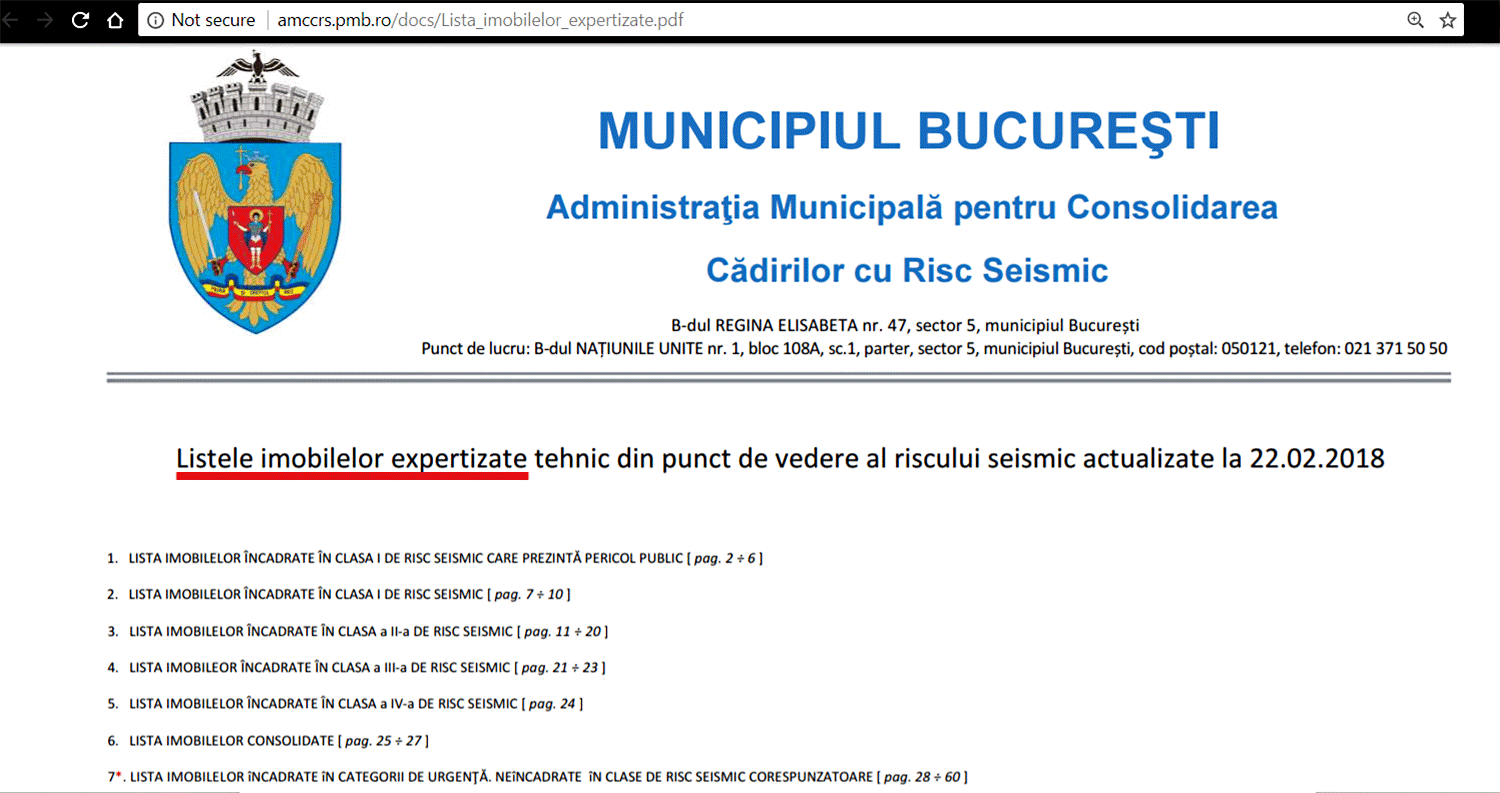 Not secure | amccrs.pmb.ro/docs/Lista_imobilelor_expertizate.pdf
MUNICIPIUL BUCUREŞTI
Administraţia Municipală pentru Consolidarea
Cădirilor cu Risc Seismic
B-dul REGINA ELISABETA nr. 47, sector 5, municipiul București
Punct de lucru: B-dul NAȚIUNILE UNITE nr. 1, bloc 108A, sc.1, parter, sector 5, municipiul București, cod poștal: 050121, telefon: 021 371 50 50
Listele imobilelor expertizate tehnic din punct de vedere al riscului seismic actualizate la 22.02.2018
1. LISTA IMOBILELOR ÎNCADRATE ÎN CLASA I DE RISC SEISMIC CARE PREZINTĂ PERICOL PUBLIC [ pag. 2 ÷ 6 ]
2. LISTA IMOBILELOR ÎNCADRATE ÎN CLASA I DE RISC SEISMIC [ pag. 7 ÷ 10 ]
3. LISTA IMOBILELOR ÎNCADRATE ÎN CLASA a II-a DE RISC SEISMIC [ pag. 11 ÷ 20 ]
4. LISTA IMOBILEOR ÎNCADRATE ÎN CLASA a III-a DE RISC SEISMIC [ pag. 21 ÷ 23 ]
5. LISTA IMOBILELOR ÎNCADRATE ÎN CLASA a IV-a DE RISC SEISMIC [ pag. 24 ]
6. LISTA IMOBILELOR CONSOLIDATE [ pag. 25 ÷ 27 ]
7*. LISTA IMOBILELOR îNCADRATE îN CATEGORII DE URGENŢĂ. NEîNCADRATE îN CLASE DE RISC SEISMIC CORESPUNZATOARE [ pag. 28 ÷ 60 ]